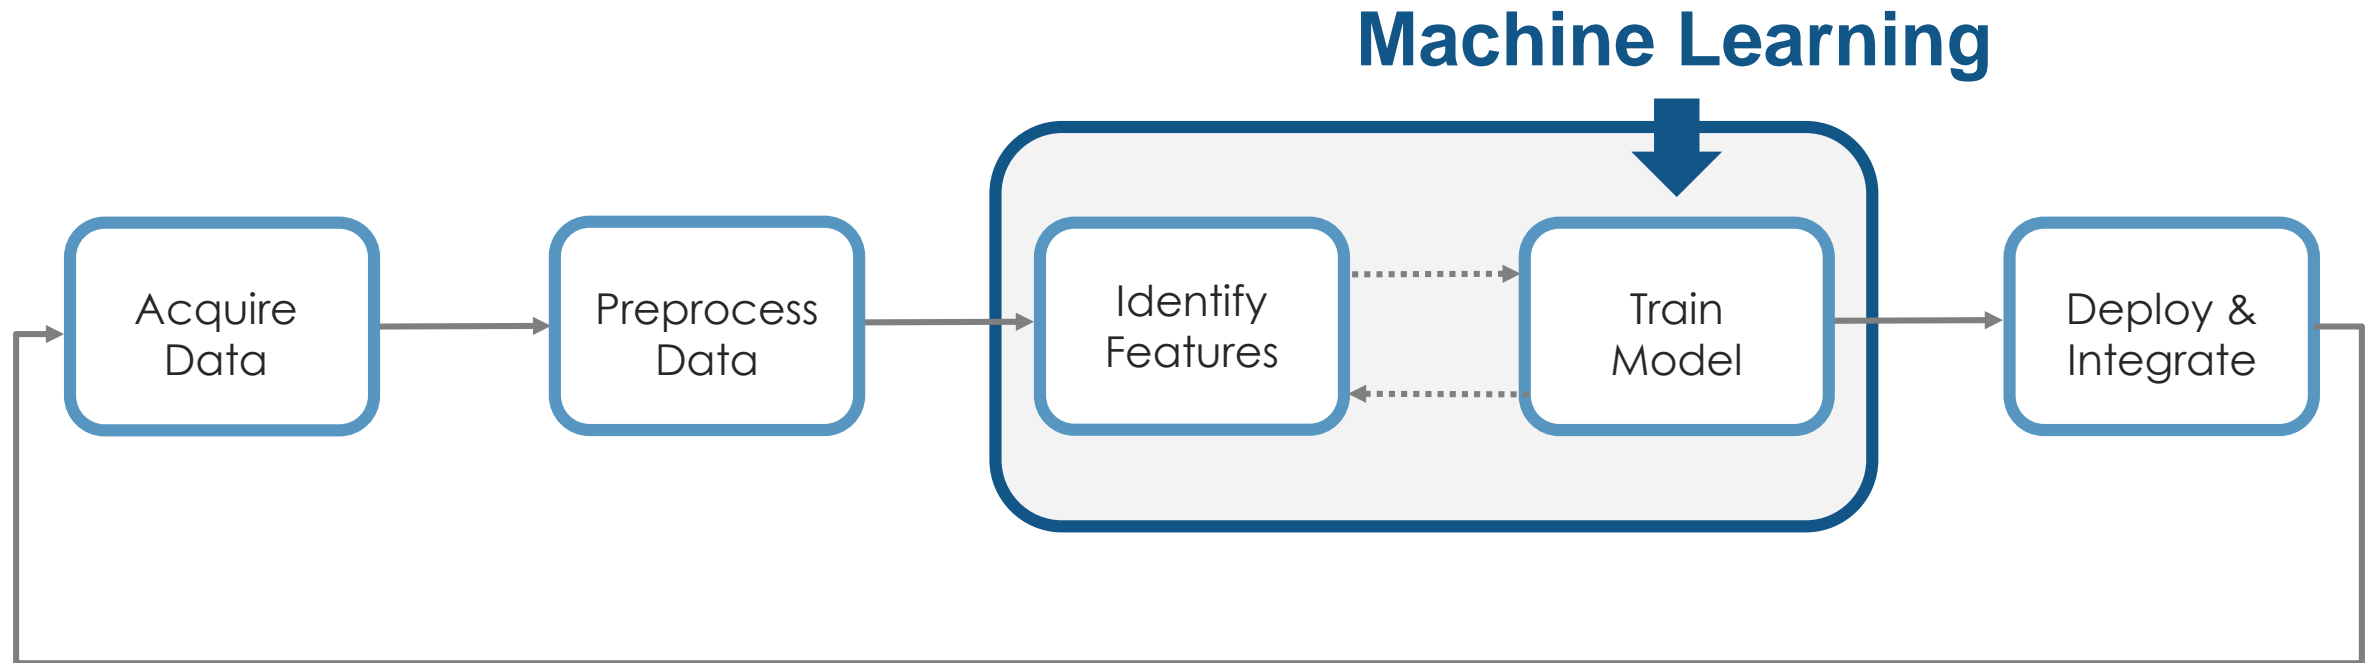 Machine Learning
Acquire
Data
Preprocess
Data
Identify
Features
Train
Model
Deploy &
Integrate